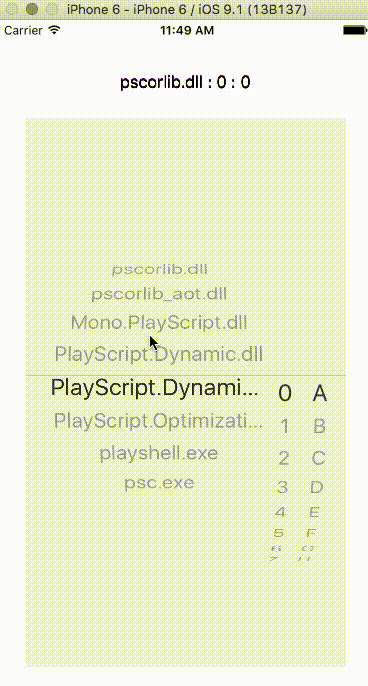 iPhone 6 - iPhone 6 / iOS 9.1 (13B137)
Carrier 11:49 AM
pscorlib.dll : 0 : 0
pscorlib.dll
pscorlib_aot.dll
Mono.PlayScript.dll
PlayScript.Dynamic.dll
PlayScript.Dynami... 0 A
PlayScript.Optimizati... 1 B
playshell.exe 2 C
psc.exe 3 D
4 E
5 F
6 G